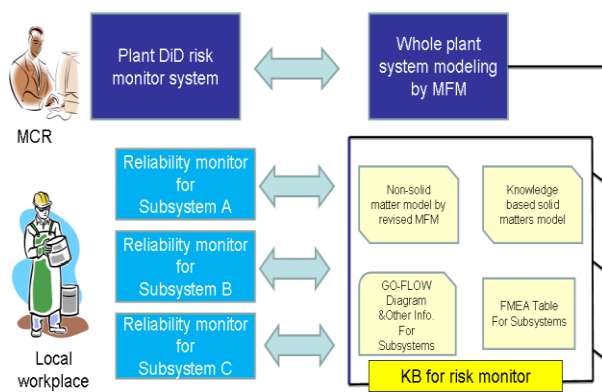 Plant DiD risk
monitor system
Whole plant
system modeling
by MFM
MCR
Reliability monitor
for
Subsystem A
Reliability monitor
for
Subsystem B
Reliability monitor
for
Subsystem C
Local
workplace
Non-solid
matter model by
revised MFM
Knowledge
based solid
matters model
GO-FLOW
Diagram
&Other Info.
For
Subsystems
FMEA Table
For Subsystems
KB for risk monitor